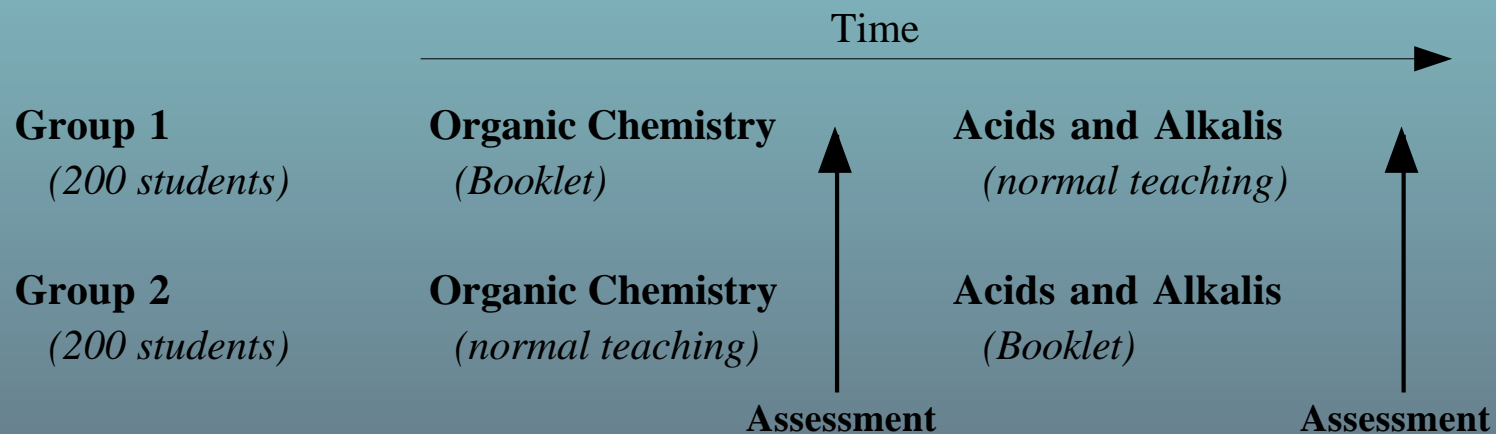 Time
Group 1 Organic Chemistry Acids and Alkalis
(200 students) (Booklet) (normal teaching)
Group 2 Organic Chemistry Acids and Alkalis
(200 students) (normal teaching) (Booklet)
Assessment Assessment